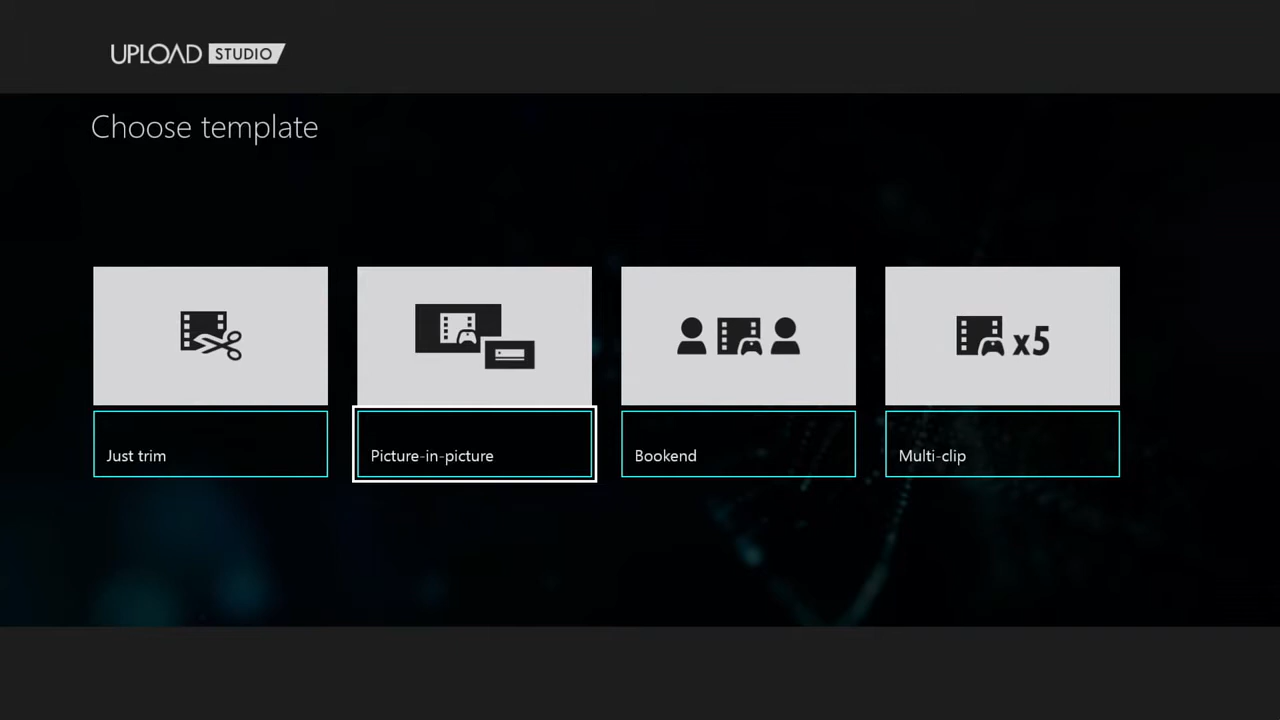 UPLOAD STUDIO
Choose template
x5
Just trim
Picture-in-picture
Bookend
Multi-clip